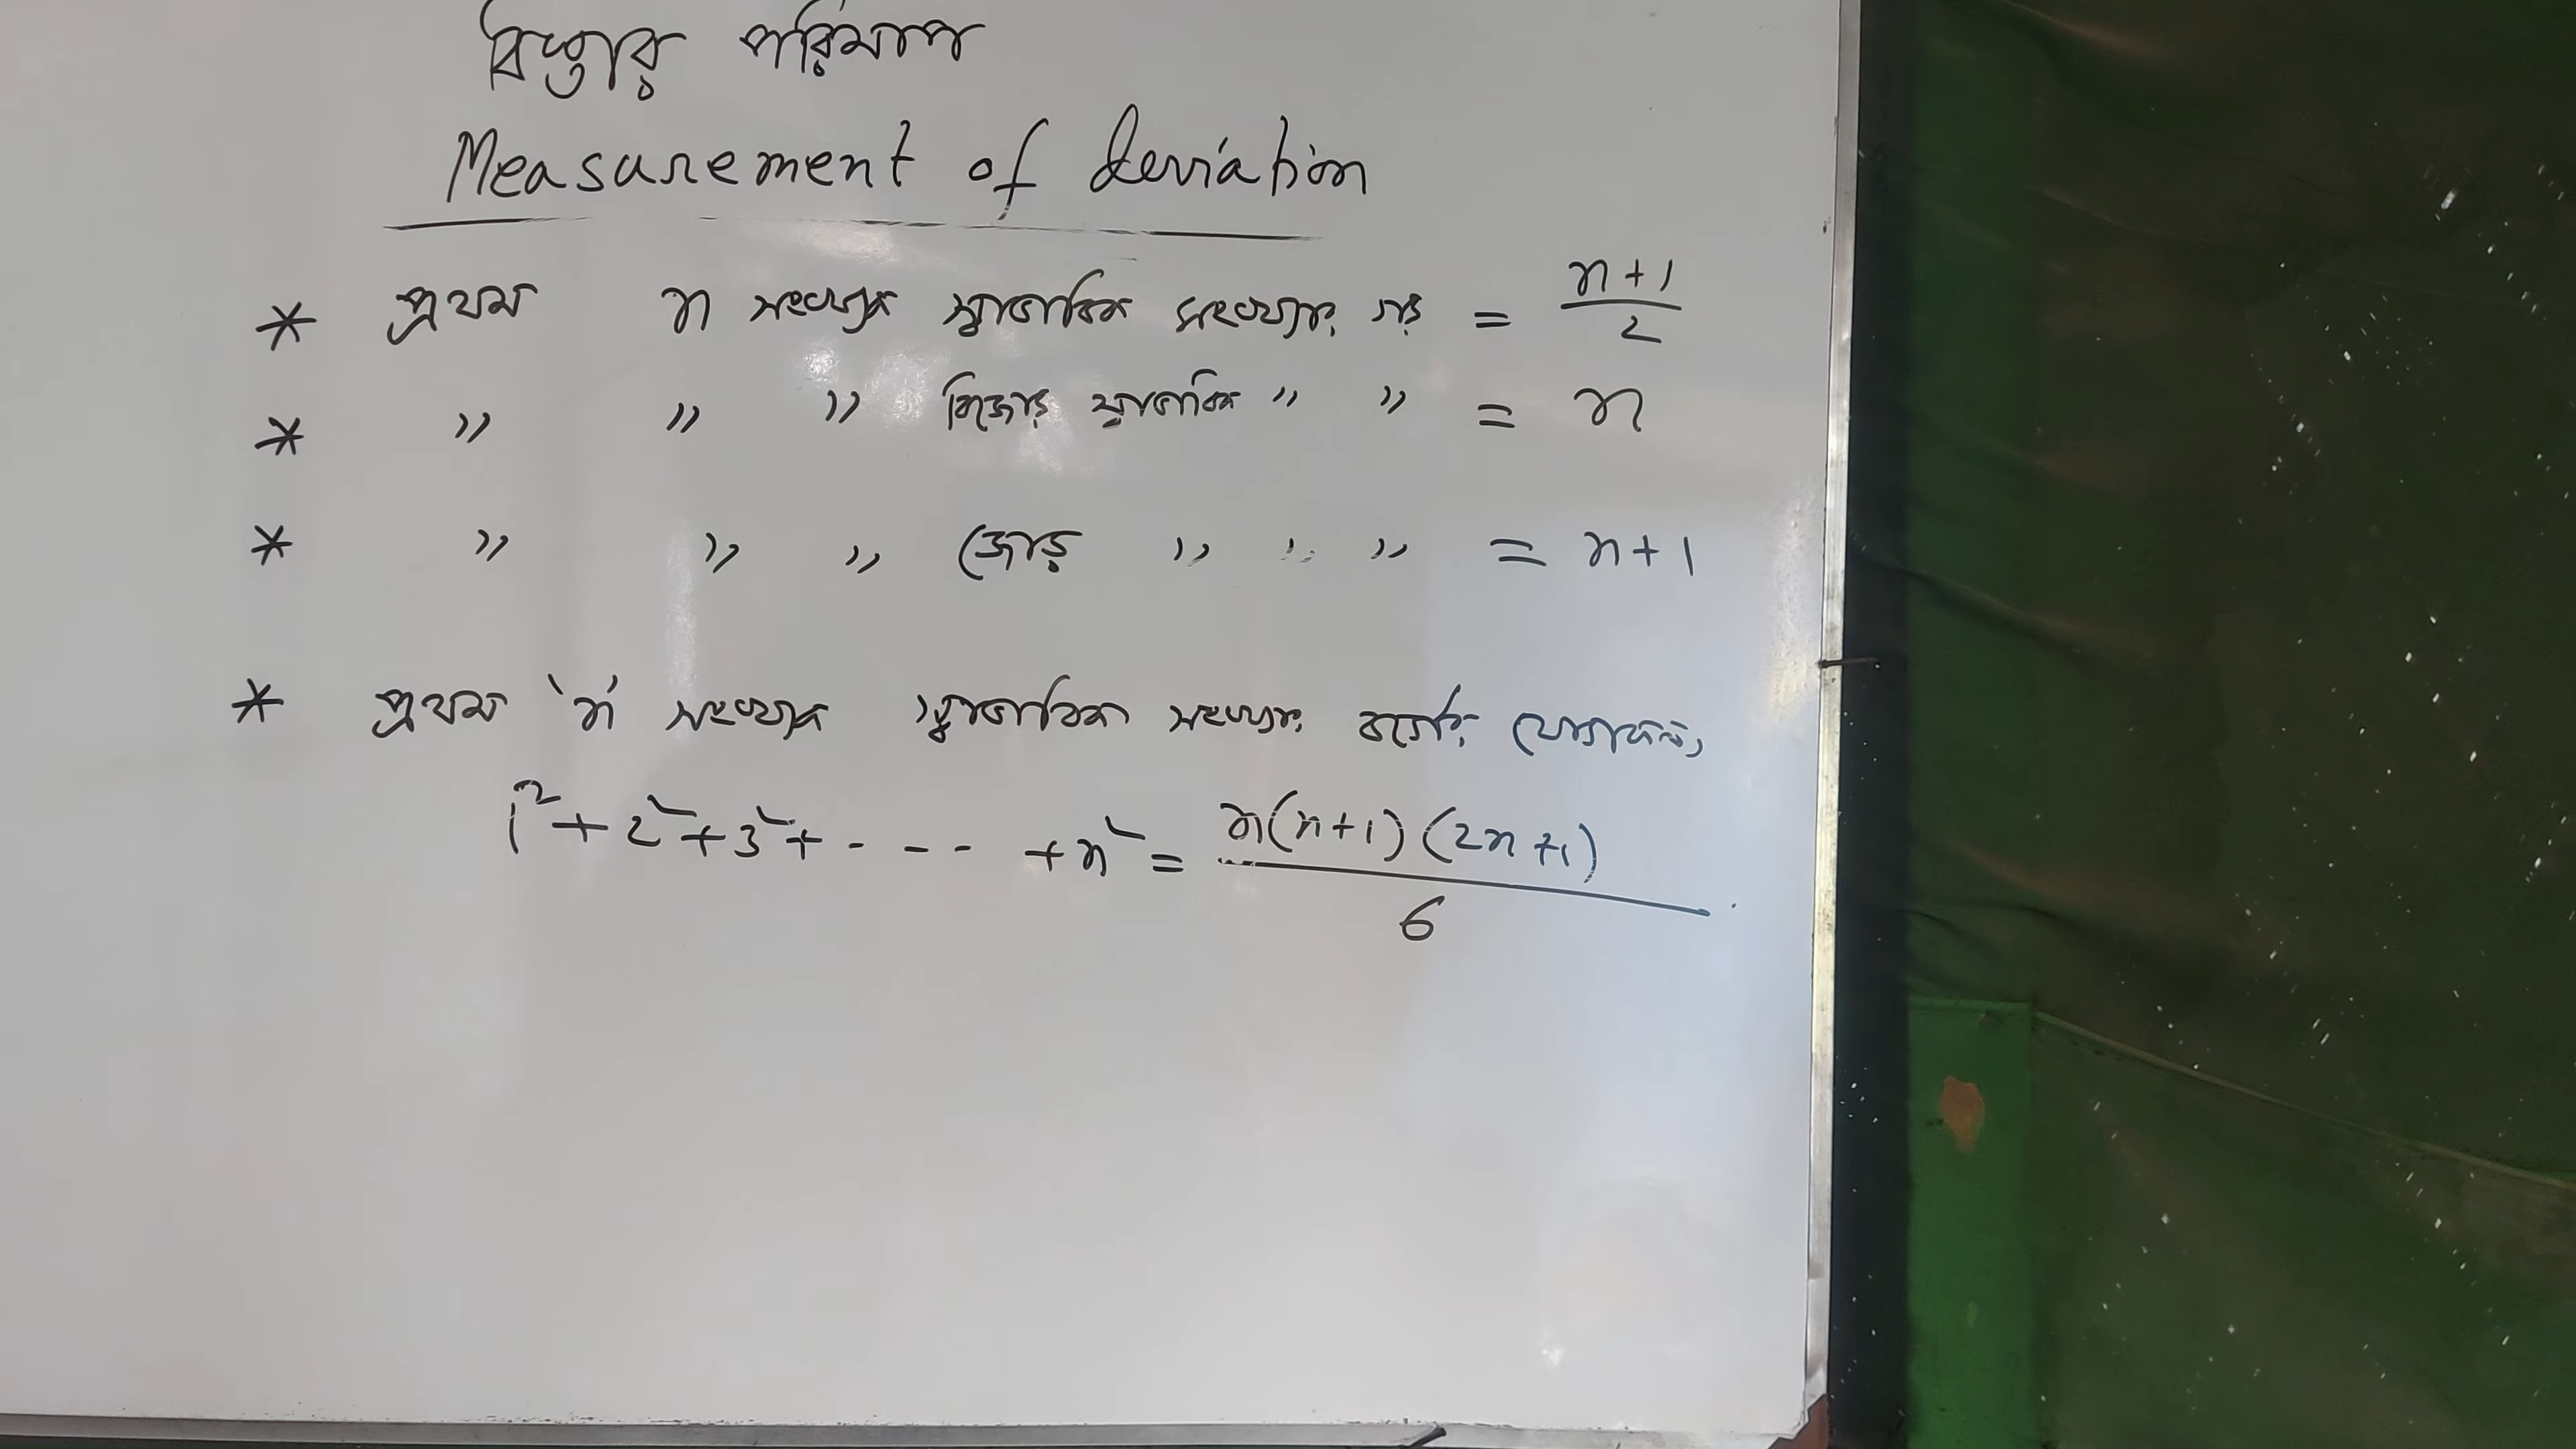 বিস্তার পরিমাপ
Measurement of deviation
* প্রথম n সংখ্যক স্বাভাবিক সংখ্যার গড় = (n+1)/2
* " " " বিজোড় স্বাভাবিক " " = n
* " " " জোড় " " " = n+1
* প্রথম 'n' সংখ্যক স্বাভাবিক সংখ্যার বর্গের যোগফল,
1²+2²+3²+---- +n² = n(n+1)(2n+1)/6